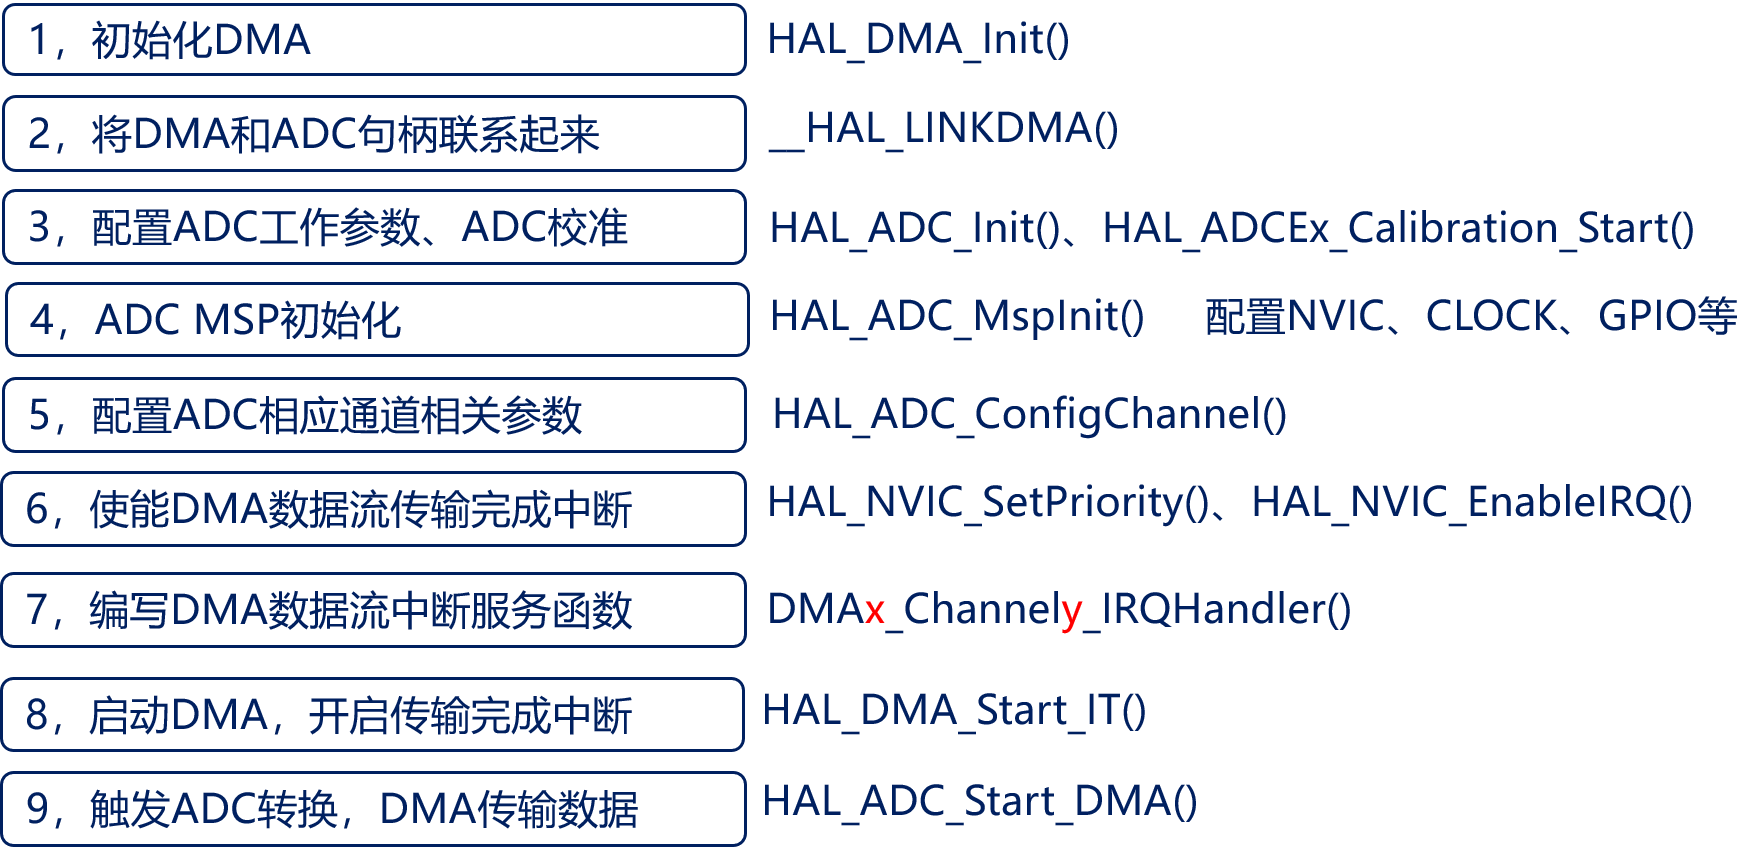 1，初始化DMA HAL_DMA_Init()
2，将DMA和ADC句柄联系起来 __HAL_LINKDMA()
3，配置ADC工作参数、ADC校准 HAL_ADC_Init()、HAL_ADCEx_Calibration_Start()
4，ADC MSP初始化 HAL_ADC_MspInit() 配置NVIC、CLOCK、GPIO等
5，配置ADC相应通道相关参数 HAL_ADC_ConfigChannel()
6，使能DMA数据流传输完成中断 HAL_NVIC_SetPriority()、HAL_NVIC_EnableIRQ()
7，编写DMA数据流中断服务函数 DMAx_Channely_IRQHandler()
8，启动DMA，开启传输完成中断 HAL_DMA_Start_IT()
9，触发ADC转换，DMA传输数据 HAL_ADC_Start_DMA()